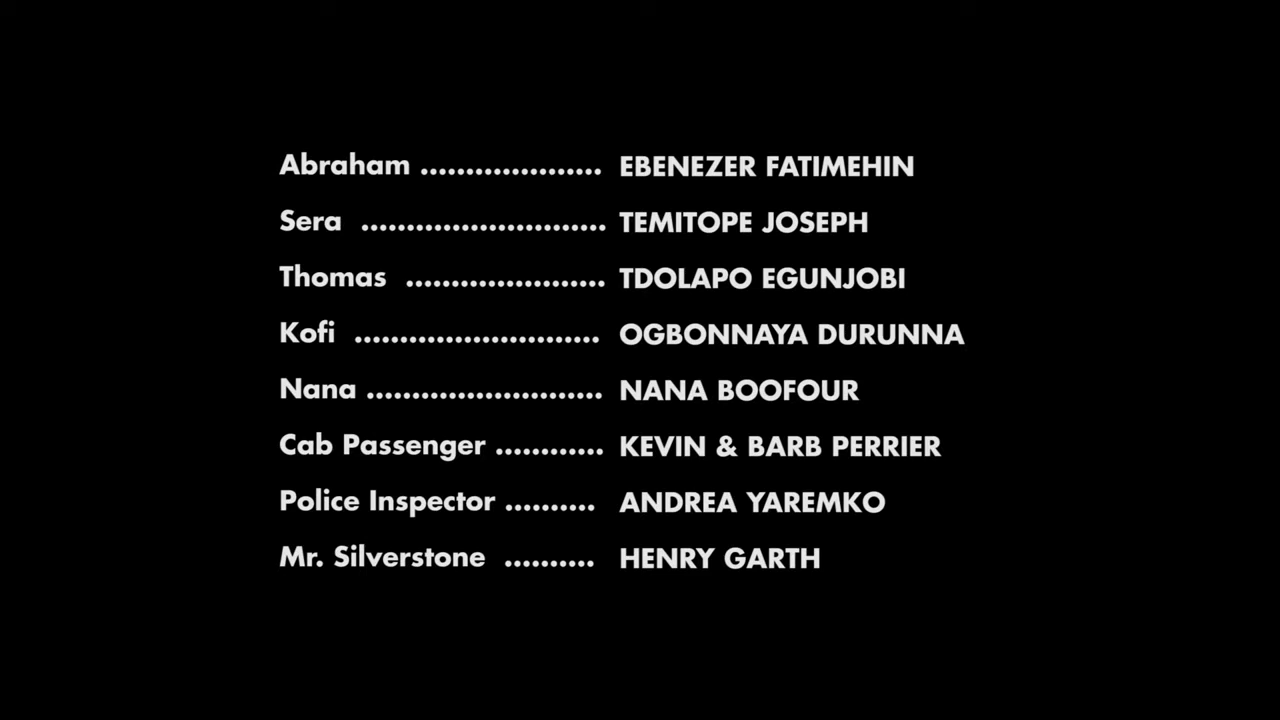 Abraham .................... EBENEZER FATIMEHIN
Sera ........................... TEMITOPE JOSEPH
Thomas ...................... TDOLAPO EGUNJOBI
Kofi ........................... OGBONNAYA DURUNNA
Nana .......................... NANA BOOFOUR
Cab Passenger ............ KEVIN & BARB PERRIER
Police Inspector .......... ANDREA YAREMKO
Mr. Silverstone .......... HENRY GARTH